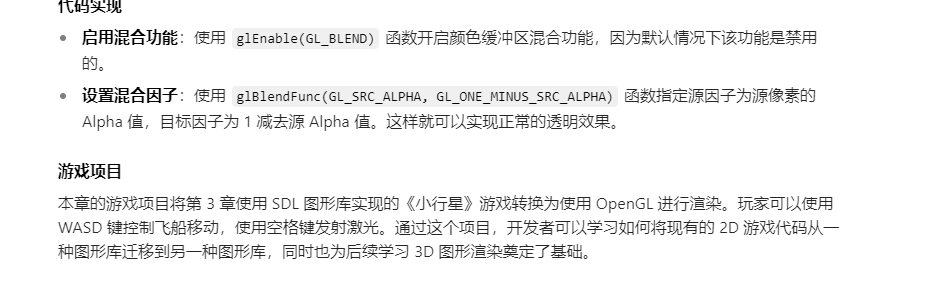 代码实现
启用混合功能：使用 glEnable(GL_BLEND) 函数开启颜色缓冲区混合功能，因为默认情况下该功能是禁用
的。
设置混合因子：使用 glBlendFunc(GL_SRC_ALPHA, GL_ONE_MINUS_SRC_ALPHA) 函数指定源因子为源像素的
Alpha 值，目标因子为 1 减去源 Alpha 值。这样就可以实现正常的透明效果。
游戏项目
本章的游戏项目将第 3 章使用 SDL 图形库实现的《小行星》游戏转换为使用 OpenGL 进行渲染。玩家可以使用
WASD 键控制飞船移动，使用空格键发射激光。通过这个项目，开发者可以学习如何将现有的 2D 游戏代码从一
种图形库迁移到另一种图形库，同时也为后续学习 3D 图形渲染奠定了基础。